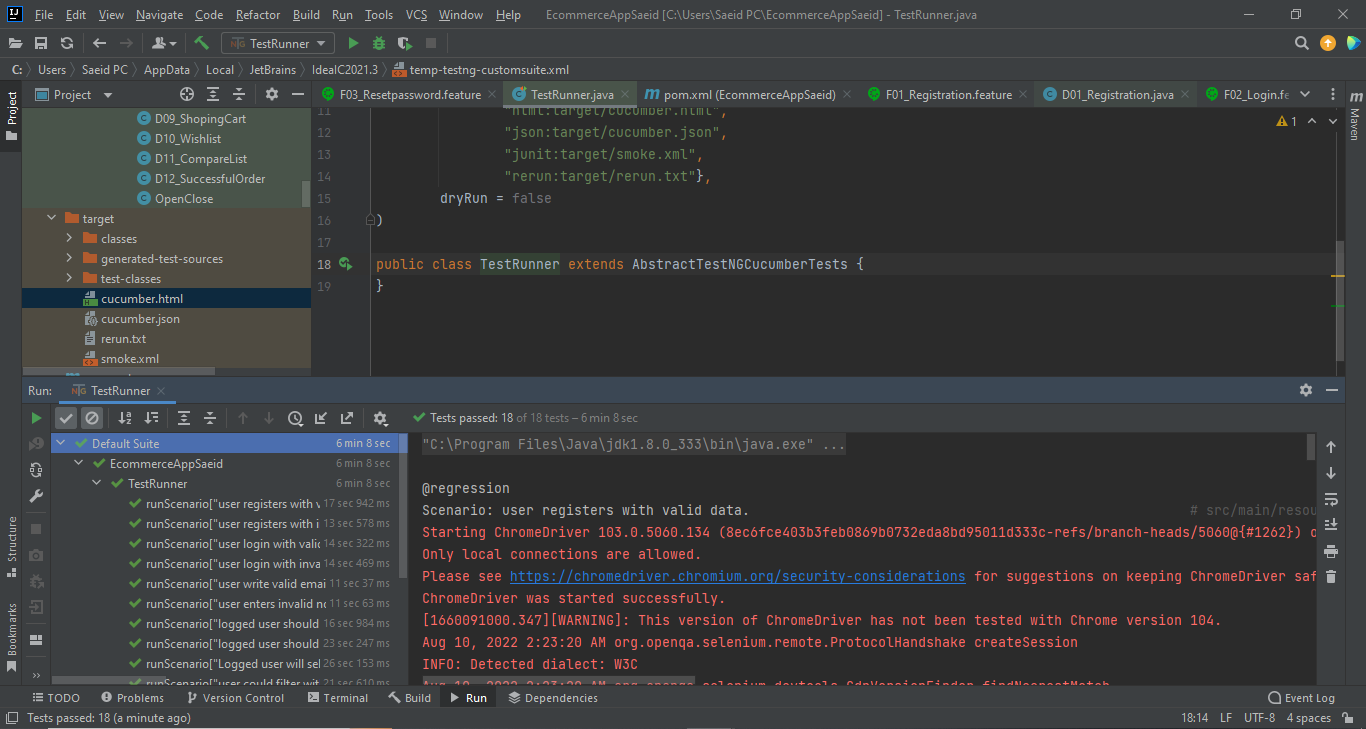 File Edit View Navigate Code Refactor Build Run Tools VCS Window Help EcommerceAppSaeid [C:\Users\Saeid PC\EcommerceAppSaeid] - TestRunner.java
TestRunner
C: Users Saeid PC AppData Local JetBrains IdeaIC2021.3 temp-testng-customsuite.xml
Project
Project
F03_Resetpassword.feature TestRunner.java pom.xml (EcommerceAppSaeid) F01_Registration.feature D01_Registration.java F02_Login.fe
Maven
D09_ShopingCart
D10_Wishlist
D11_CompareList
D12_SuccessfulOrder
OpenClose
target
classes
generated-test-sources
test-classes
cucumber.html
cucumber.json
rerun.txt
smoke.xml
11 "html:target/cucumber.html",
12 "json:target/cucumber.json",
13 "junit:target/smoke.xml",
14 "rerun:target/rerun.txt"},
15 dryRun = false
16 )
17
18 public class TestRunner extends AbstractTestNGCucumberTests {
19 }
1
Run: TestRunner
Tests passed: 18 of 18 tests – 6 min 8 sec
Default Suite 6 min 8 sec
EcommerceAppSaeid 6 min 8 sec
TestRunner 6 min 8 sec
runScenario["user registers with v 17 sec 942 ms
runScenario["user registers with i 13 sec 578 ms
runScenario["user login with valid 14 sec 322 ms
runScenario["user login with inva 14 sec 469 ms
runScenario["user write valid emai 11 sec 37 ms
runScenario["user enters invalid no 11 sec 63 ms
runScenario["logged user should 16 sec 984 ms
runScenario["logged user should 23 sec 247 ms
runScenario["Logged user will sel 26 sec 153 ms
runScenario["user could filter wit 21 sec 610 ms
"C:\Program Files\Java\jdk1.8.0_333\bin\java.exe" ...
@regression
Scenario: user registers with valid data. # src/main/resou
Starting ChromeDriver 103.0.5060.134 (8ec6fce403b3feb0869b0732eda8bd95011d333c-refs/branch-heads/5060@{#1262}) o
Only local connections are allowed.
Please see https://chromedriver.chromium.org/security-considerations for suggestions on keeping ChromeDriver saf
ChromeDriver was started successfully.
[1660091000.347][WARNING]: This version of ChromeDriver has not been tested with Chrome version 104.
Aug 10, 2022 2:23:20 AM org.openqa.selenium.remote.ProtocolHandshake createSession
INFO: Detected dialect: W3C
Aug 10, 2022 2:23:20 AM org.openqa.selenium.devtools.CdpVersionFinder findNearestMatch
Structure
Bookmarks
TODO Problems Version Control Terminal Build Run Dependencies Event Log
Tests passed: 18 (a minute ago) 18:14 LF UTF-8 4 spaces